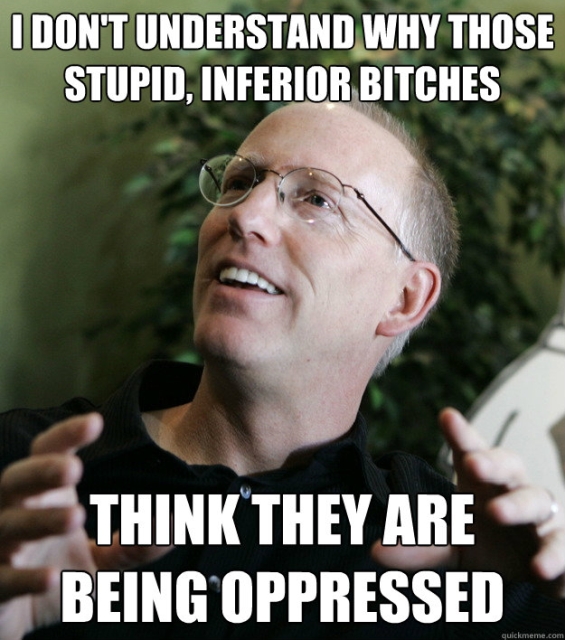 I DON'T UNDERSTAND WHY THOSE
STUPID, INFERIOR BITCHES
THINK THEY ARE
BEING OPPRESSED
quickmeme.com